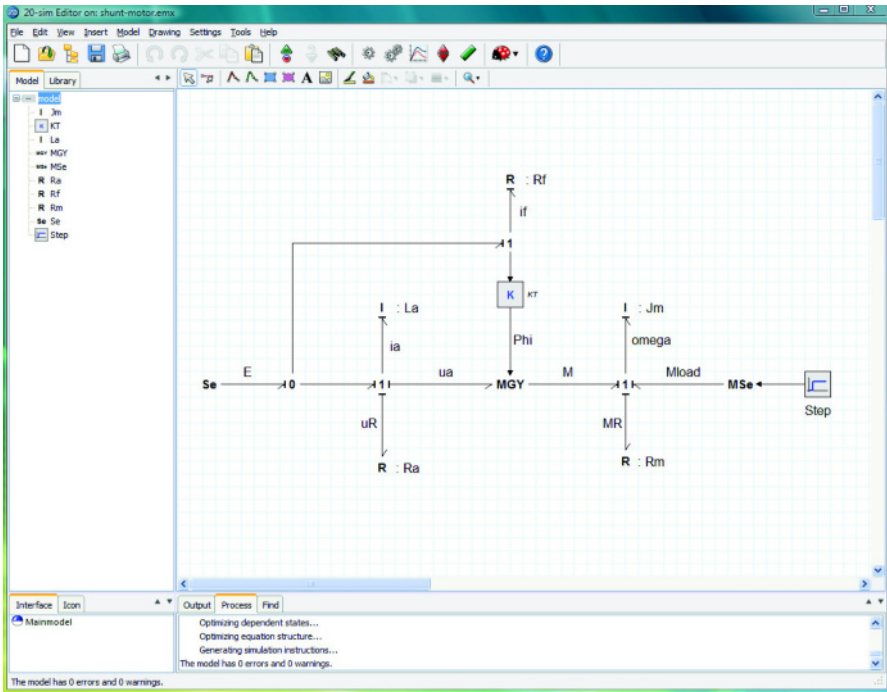 20-sim Editor on: shunt-motor.emx
File Edit View Insert Model Drawing Settings Tools Help
Model Library
model
I Jm
K KT
I La
MGY MGY
MSe MSe
R Ra
R Rf
R Rm
Se Se
Step
R : Rf
if
1
K KT
I : La
I : Jm
ia
Phi
omega
E
ua
M
Mload
Se 0 1 MGY 1 MSe
Step
uR
MR
R : Ra
R : Rm
Interface Icon
Mainmodel
Output Process Find
Optimizing dependent states...
Optimizing equation structure...
Generating simulation instructions...
The model has 0 errors and 0 warnings.
The model has 0 errors and 0 warnings.